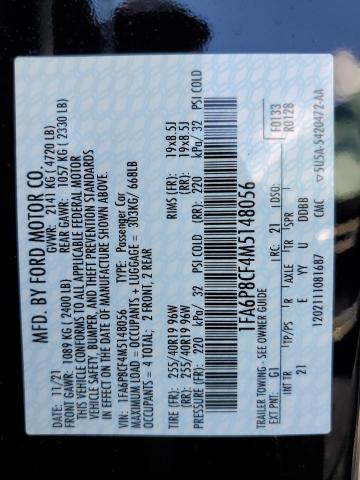 MFD. BY FORD MOTOR CO.
DATE: 11/21 GVWR: 2141 KG ( 4720 LB)
FRONT GAWR: 1089 KG ( 2400 LB) REAR GAWR: 1057 KG ( 2330 LB)
THIS VEHICLE CONFORMS TO ALL APPLICABLE FEDERAL MOTOR
VEHICLE SAFETY, BUMPER, AND THEFT PREVENTION STANDARDS
IN EFFECT ON THE DATE OF MANUFACTURE SHOWN ABOVE.
VIN: 1FA6P8CF4M5148056 TYPE: Passenger Car
MAXIMUM LOAD = OCCUPANTS + LUGGAGE = 303KG / 668LB
OCCUPANTS = 4 TOTAL; 2 FRONT, 2 REAR
TIRE (FR): 255/40R19 96W RIMS (FR): 19x8.5J
TIRE (RR): 255/40R19 96W 19x8.5J
PRESSURE (FR): 220 kPa/ 32 PSI COLD (RR): 220 kPa/ 32 PSI COLD
1FA6P8CF4M5148056
TRAILER TOWING - SEE OWNER GUIDE
EXT PNT: G1 RC: 21 DSO: F0133
R0128
INT TR TP/PS R AXLE TR SPR
21 YY DDBB
1202111081687 CMC 5U5A-5420472-AA